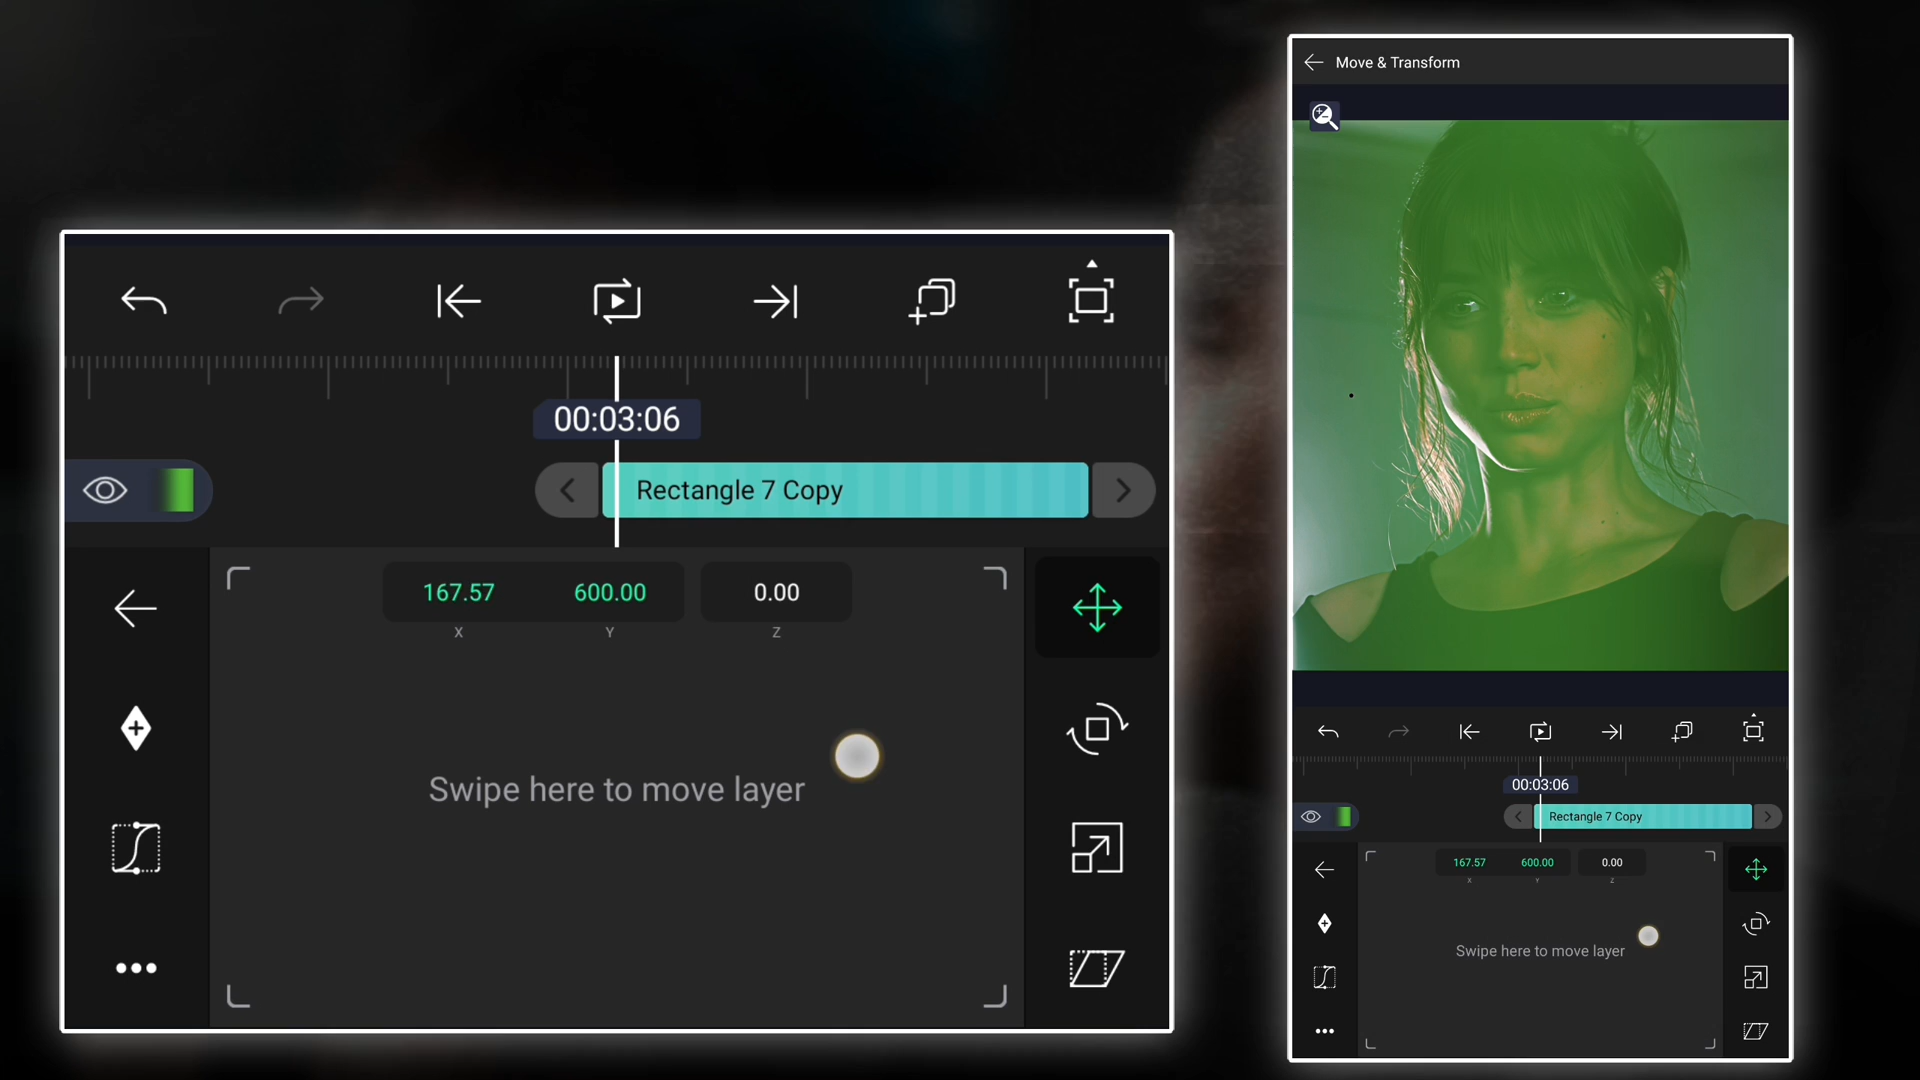 00:03:06
Rectangle 7 Copy
167.57 600.00 0.00
X Y Z
Swipe here to move layer
Move & Transform
00:03:06
Rectangle 7 Copy
167.57 600.00 0.00
X Y Z
Swipe here to move layer